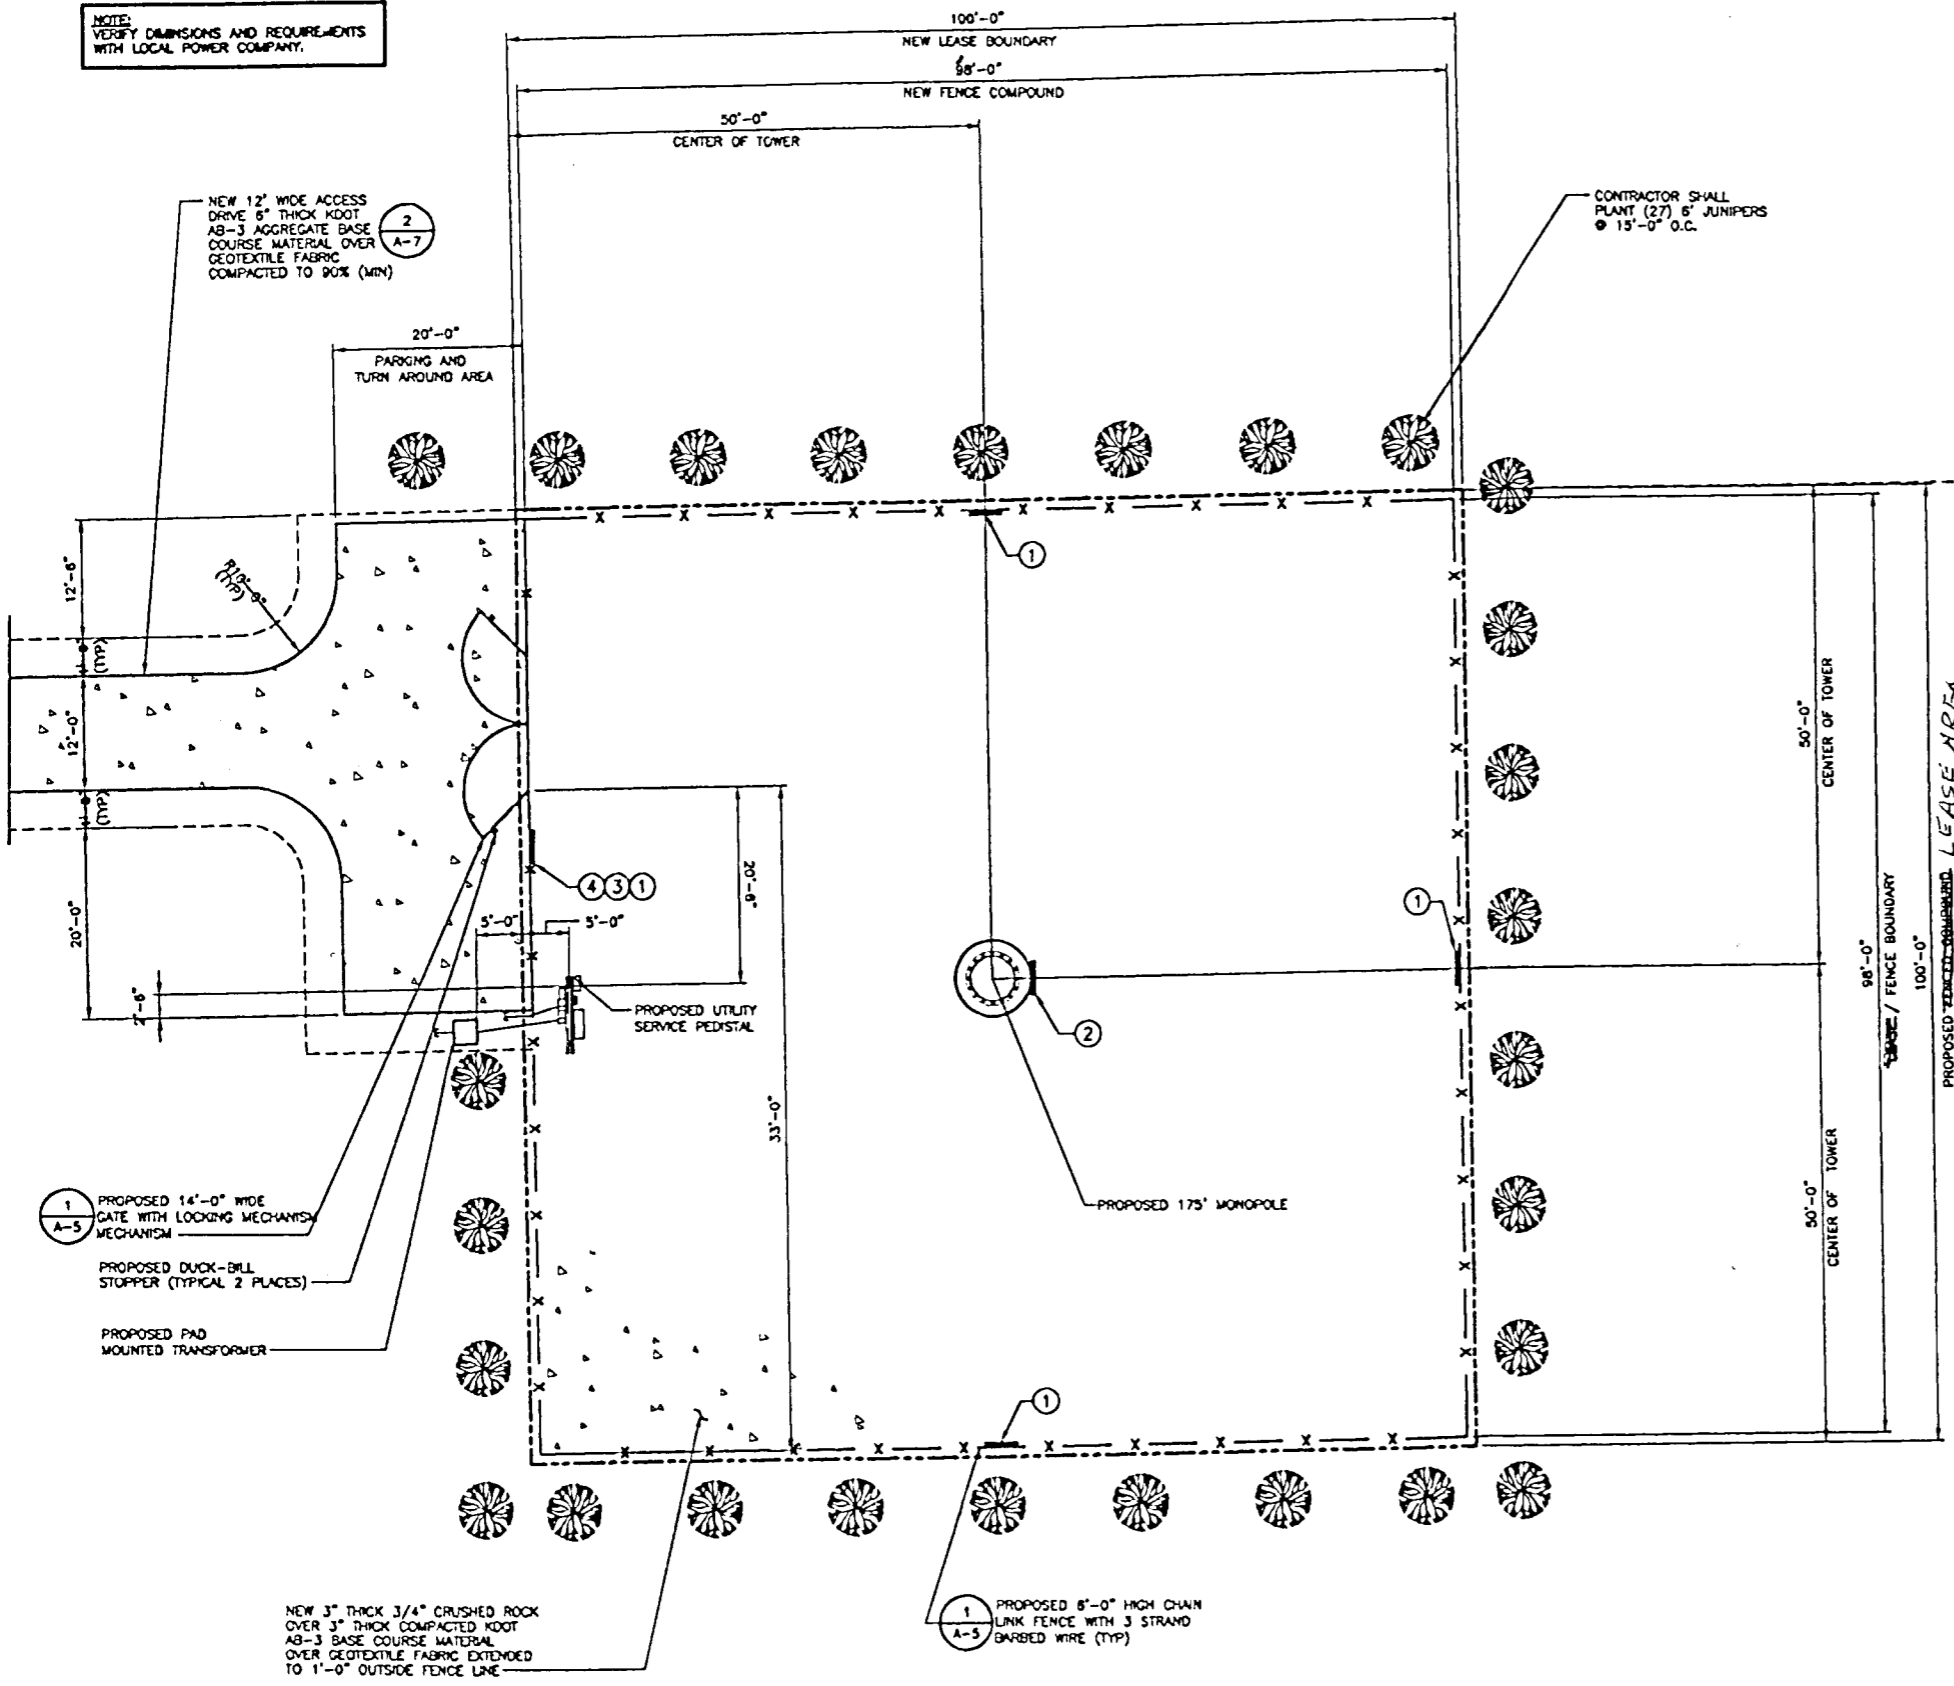 NOTE:
VERIFY DIMINSIONS AND REQUIREMENTS
WITH LOCAL POWER COMPANY.
100'-0"
NEW LEASE BOUNDARY
98'-0"
NEW FENCE COMPOUND
50'-0"
CENTER OF TOWER
NEW 12' WIDE ACCESS
DRIVE 6" THICK KDOT
AB-3 AGGREGATE BASE
COURSE MATERIAL OVER
GEOTEXTILE FABRIC
COMPACTED TO 90% (MIN)
2
A-7
CONTRACTOR SHALL
PLANT (27) 6' JUNIPERS
@ 15'-0" O.C.
20'-0"
PARKING AND
TURN AROUND AREA
12'-6"
(TYP)
(TYP)
12'-0"
(TYP)
20'-0"
2'-6"
1
4 3 1
5'-0"
5'-0"
20'-6"
33'-0"
PROPOSED UTILITY
SERVICE PEDISTAL
1
2
50'-0"
CENTER OF TOWER
50'-0"
CENTER OF TOWER
98'-0"
/ FENCE BOUNDARY
100'-0"
PROPOSED FENCED COMPOUND LEASE AREA
1
A-5
PROPOSED 14'-0" WIDE
GATE WITH LOCKING MECHANISM
MECHANISM
PROPOSED DUCK-BILL
STOPPER (TYPICAL 2 PLACES)
PROPOSED PAD
MOUNTED TRANSFORMER
PROPOSED 175' MONOPOLE
1
NEW 3" THICK 3/4" CRUSHED ROCK
OVER 3" THICK COMPACTED KDOT
AB-3 BASE COURSE MATERIAL
OVER GEOTEXTILE FABRIC EXTENDED
TO 1'-0" OUTSIDE FENCE LINE
1
A-5
PROPOSED 6'-0" HIGH CHAIN
LINK FENCE WITH 3 STRAND
BARBED WIRE (TYP)